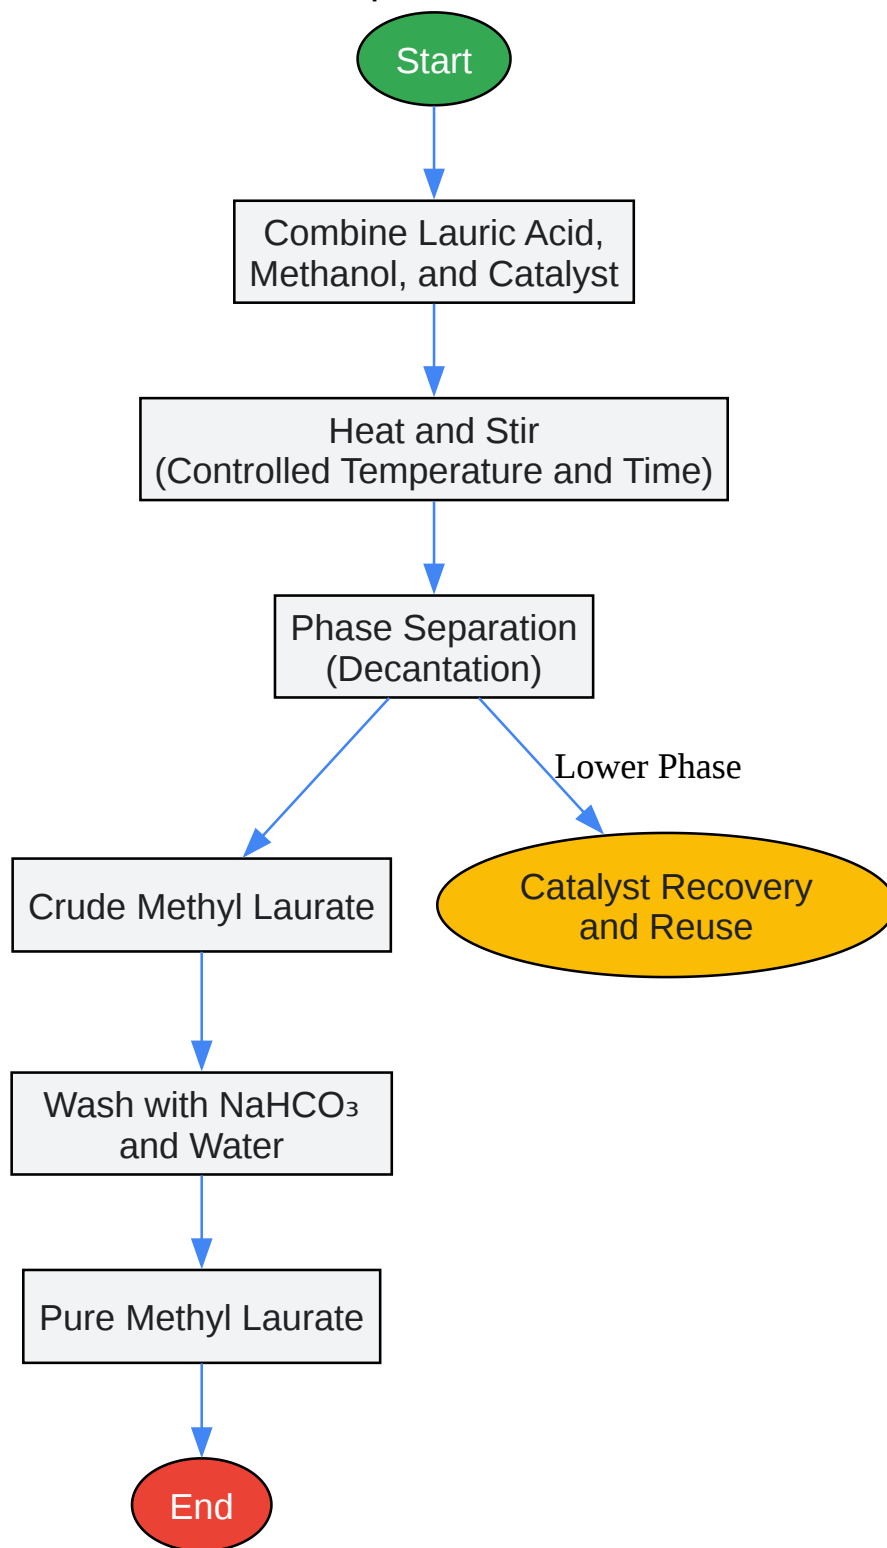 Start
Combine Lauric Acid,
Methanol, and Catalyst
Heat and Stir
(Controlled Temperature and Time)
Phase Separation
(Decantation)
Lower Phase
Crude Methyl Laurate
Catalyst Recovery
and Reuse
Wash with NaHCO₃
and Water
Pure Methyl Laurate
End